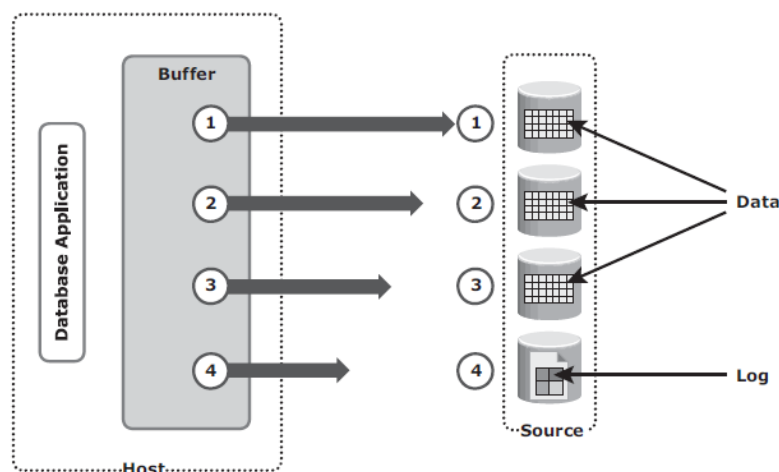 Buffer
Database Application
1
1
2
2
3
3
4
4
Data
Log
Source
Host